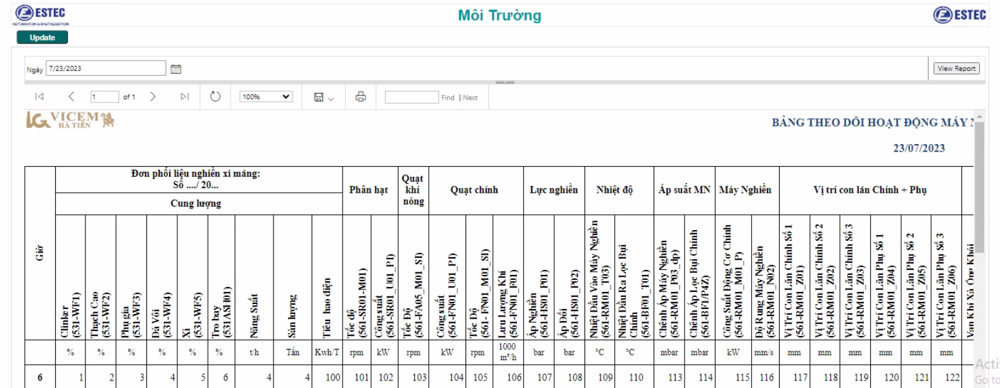 ESTEC
AUTOMATION & DIGITALIZATION
Môi Trường
ESTEC
Update
Ngày 7/23/2023
View Report
1 of 1
100%
Find | Next
VICEM
HÀ TIÊN
BẢNG THEO DÕI HOẠT ĐỘNG MÁY
23/07/2023
Giờ
Đơn phối liệu nghiền xi măng:
Số ..../ 20...
Cung lượng
Phân hạt
Quạt
khí
nóng
Quạt chính
Lực nghiền
Nhiệt độ
Áp suất MN
Máy Nghiền
Vị trí con lăn Chính + Phụ
Clinker
(531-WF1)
Thạch Cao
(531-WF2)
Phụ gia
(531-WF3)
Đá Vôi
(531-WF4)
Xỉ
(531-WF5)
Tro bay
(531ASH01)
Năng Suất
Sản lượng
Tiêu hao điện
Tốc độ
(561-SR01-M01)
Công suất
(561-SR01_U01_P1)
Tốc Độ
(561-FA05_M01_SI)
Công suất
(561-FN01_U01_P1)
Tốc Độ
(561- FN01_M01_SI)
Lưu Lượng Khí
(561-FN01_F01)
Áp Nghiền
(561-HS01_P01)
Áp Đối
(561-HS01_P02)
Nhiệt Đầu Vào Máy Nghiền
(561-RM01_T03)
Nhiệt Đầu Ra Lọc Bụi
Chính
(561-BF01_T01)
Chênh Áp Máy Nghiền
(561-RM01_P03_dp)
Chênh Áp Lọc Bụi Chính
(561-BF1/P4Z)
Công Suất Động Cơ Chính
(561-RM01_M01_P)
Độ Rung Máy Nghiền
(561-RM01_N02)
Vị Trí Con Lăn Chính Số 1
(561-RM01_Z01)
Vị Trí Con Lăn Chính Số 2
(561-RM01_Z02)
Vị Trí Con Lăn Chính Số 3
(561-RM01_Z03)
Vị Trí Con Lăn Phụ Số 1
(561-RM01_Z04)
Vị Trí Con Lăn Phụ Số 2
(561-RM01_Z05)
Vị Trí Con Lăn Phụ Số 3
(561-RM01_Z06)
Van Khí Xả Ống Khói
% % % % % % t/h Tấn Kwh/T rpm kW rpm kW rpm 1000 m³/h bar bar °C °C mbar mbar kW mm/s mm mm mm mm mm mm
6 1 2 3 4 5 6 4 4 100 101 102 103 104 105 106 107 108 109 110 113 114 115 116 117 118 119 120 121 122
Acti
Go to